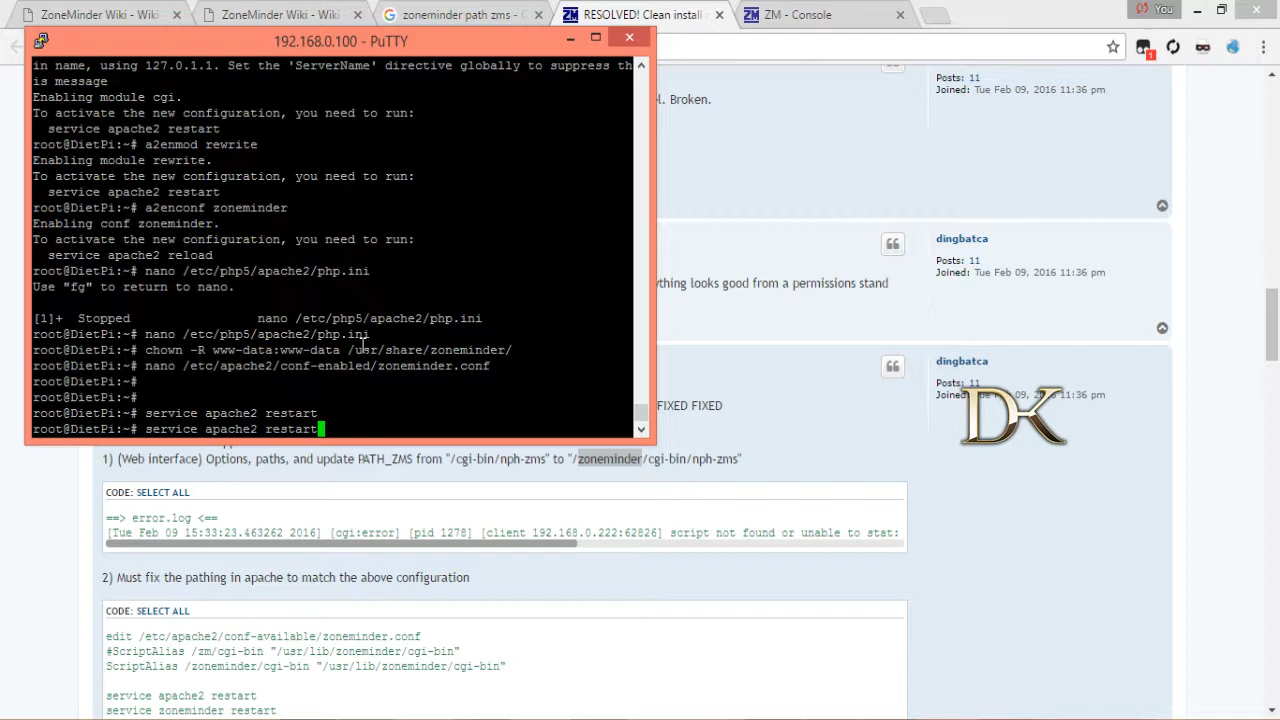 ZoneMinder Wiki - Wiki
ZoneMinder Wiki - Wiki
zoneminder path zms - G
RESOLVED! Clean install
ZM - Console
You
192.168.0.100 - PuTTY
in name, using 127.0.1.1. Set the 'ServerName' directive globally to suppress th
is message
Enabling module cgi.
To activate the new configuration, you need to run:
service apache2 restart
root@DietPi:~# a2enmod rewrite
Enabling module rewrite.
To activate the new configuration, you need to run:
service apache2 restart
root@DietPi:~# a2enconf zoneminder
Enabling conf zoneminder.
To activate the new configuration, you need to run:
service apache2 reload
root@DietPi:~# nano /etc/php5/apache2/php.ini
Use "fg" to return to nano.
[1]+  Stopped                 nano /etc/php5/apache2/php.ini
root@DietPi:~# nano /etc/php5/apache2/php.ini
root@DietPi:~# chown -R www-data:www-data /usr/share/zoneminder/
root@DietPi:~# nano /etc/apache2/conf-enabled/zoneminder.conf
root@DietPi:~#
root@DietPi:~#
root@DietPi:~# service apache2 restart
root@DietPi:~# service apache2 restart
l. Broken.
Posts: 11
Joined: Tue Feb 09, 2016 11:36 pm
dingbatca
Posts: 11
Joined: Tue Feb 09, 2016 11:36 pm
thing looks good from a permissions stand
dingbatca
Posts: 11
Joined: Tue Feb 09, 2016 11:36 pm
FIXED FIXED
DK
1) (Web interface) Options, paths, and update PATH_ZMS from "/cgi-bin/nph-zms" to "/zoneminder/cgi-bin/nph-zms"
CODE: SELECT ALL
==> error.log <==
[Tue Feb 09 15:33:23.463262 2016] [cgi:error] [pid 1278] [client 192.168.0.222:62826] script not found or unable to stat:
2) Must fix the pathing in apache to match the above configuration
CODE: SELECT ALL
edit /etc/apache2/conf-available/zoneminder.conf
#ScriptAlias /zm/cgi-bin "/usr/lib/zoneminder/cgi-bin"
ScriptAlias /zoneminder/cgi-bin "/usr/lib/zoneminder/cgi-bin"
service apache2 restart
service zoneminder restart